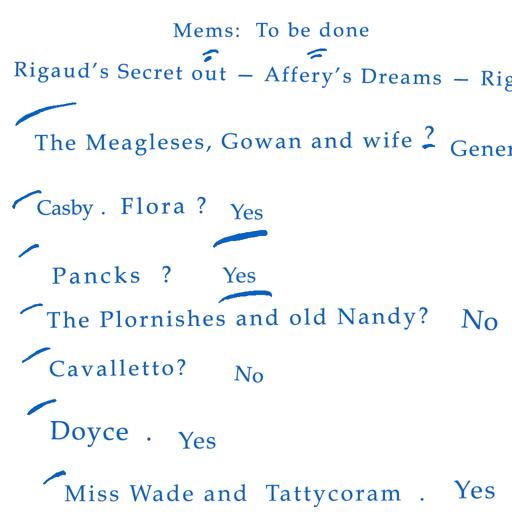 Mems: To be done
Rigaud's Secret out — Affery's Dreams — Rig
The Meagleses, Gowan and wife ? Gener
Casby . Flora ? Yes
Pancks ? Yes
The Plornishes and old Nandy? No
Cavalletto? No
Doyce . Yes
Miss Wade and Tattycoram . Yes